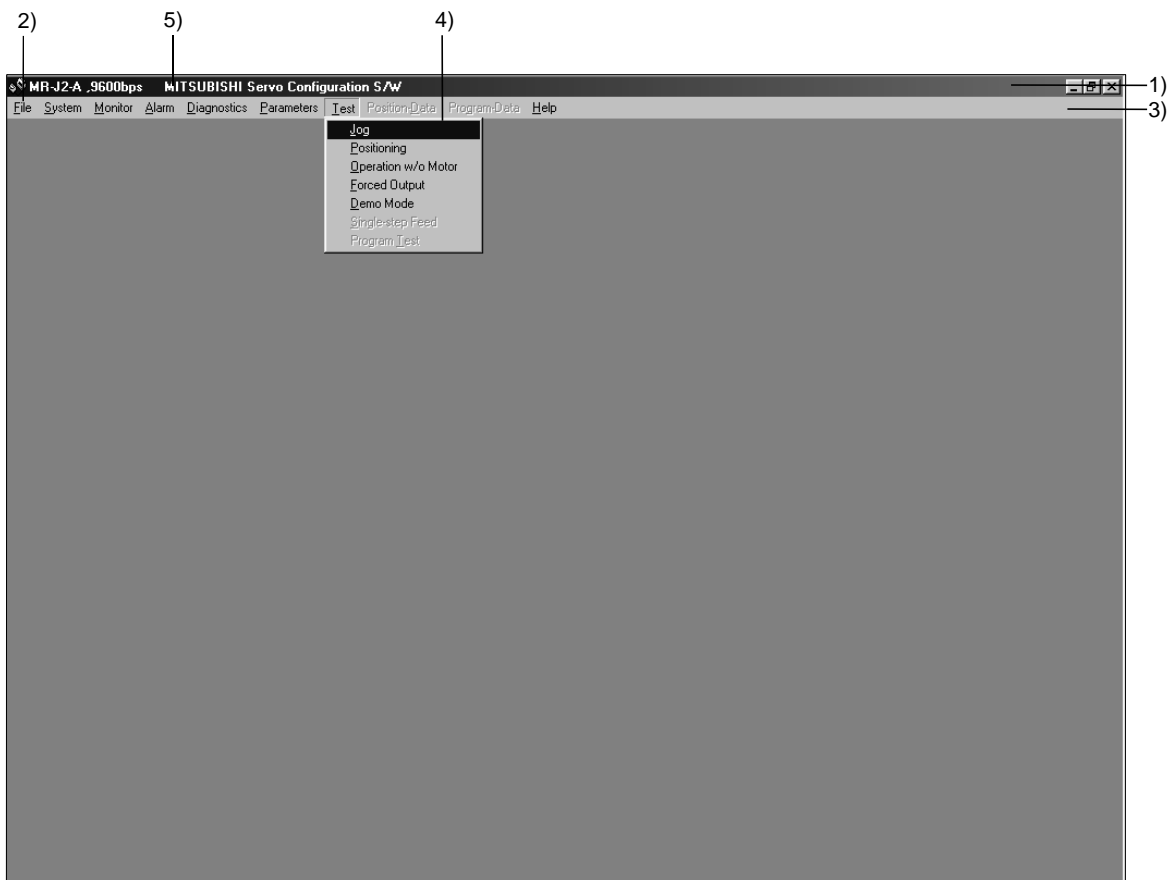 2) 5) 4)
MR-J2-A ,9600bps MITSUBISHI Servo Configuration S/W
1)
File System Monitor Alarm Diagnostics Parameters Test Position-Data Program-Data Help
3)
Jog
Positioning
Operation w/o Motor
Forced Output
Demo Mode
Single-step Feed
Program Test